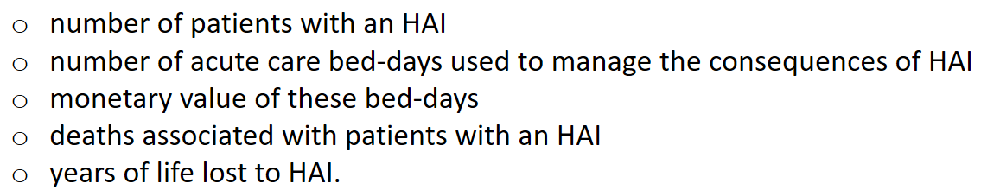 ○ number of patients with an HAI
○ number of acute care bed-days used to manage the consequences of HAI
○ monetary value of these bed-days
○ deaths associated with patients with an HAI
○ years of life lost to HAI.